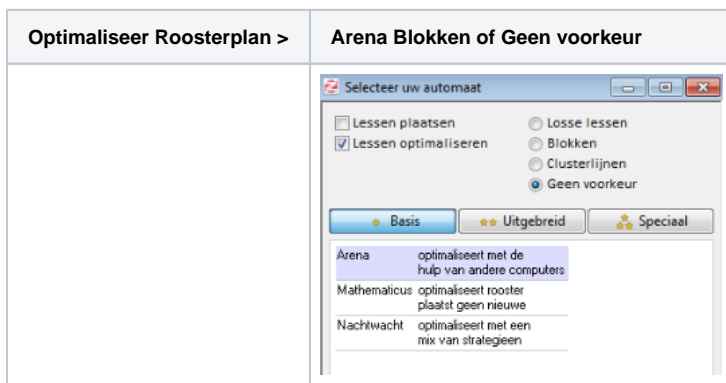 Optimaliseer Roosterplan >
Arena Blokken of Geen voorkeur
Selecteer uw automaat
Lessen plaatsen
Losse lessen
Lessen optimaliseren
Blokken
Clusterlijnen
Geen voorkeur
Basis
Uitgebreid
Speciaal
Arena optimaliseert met de
hulp van andere computers
Mathematicus optimaliseert rooster
plaatst geen nieuwe
Nachtwacht optimaliseert met een
mix van strategieen